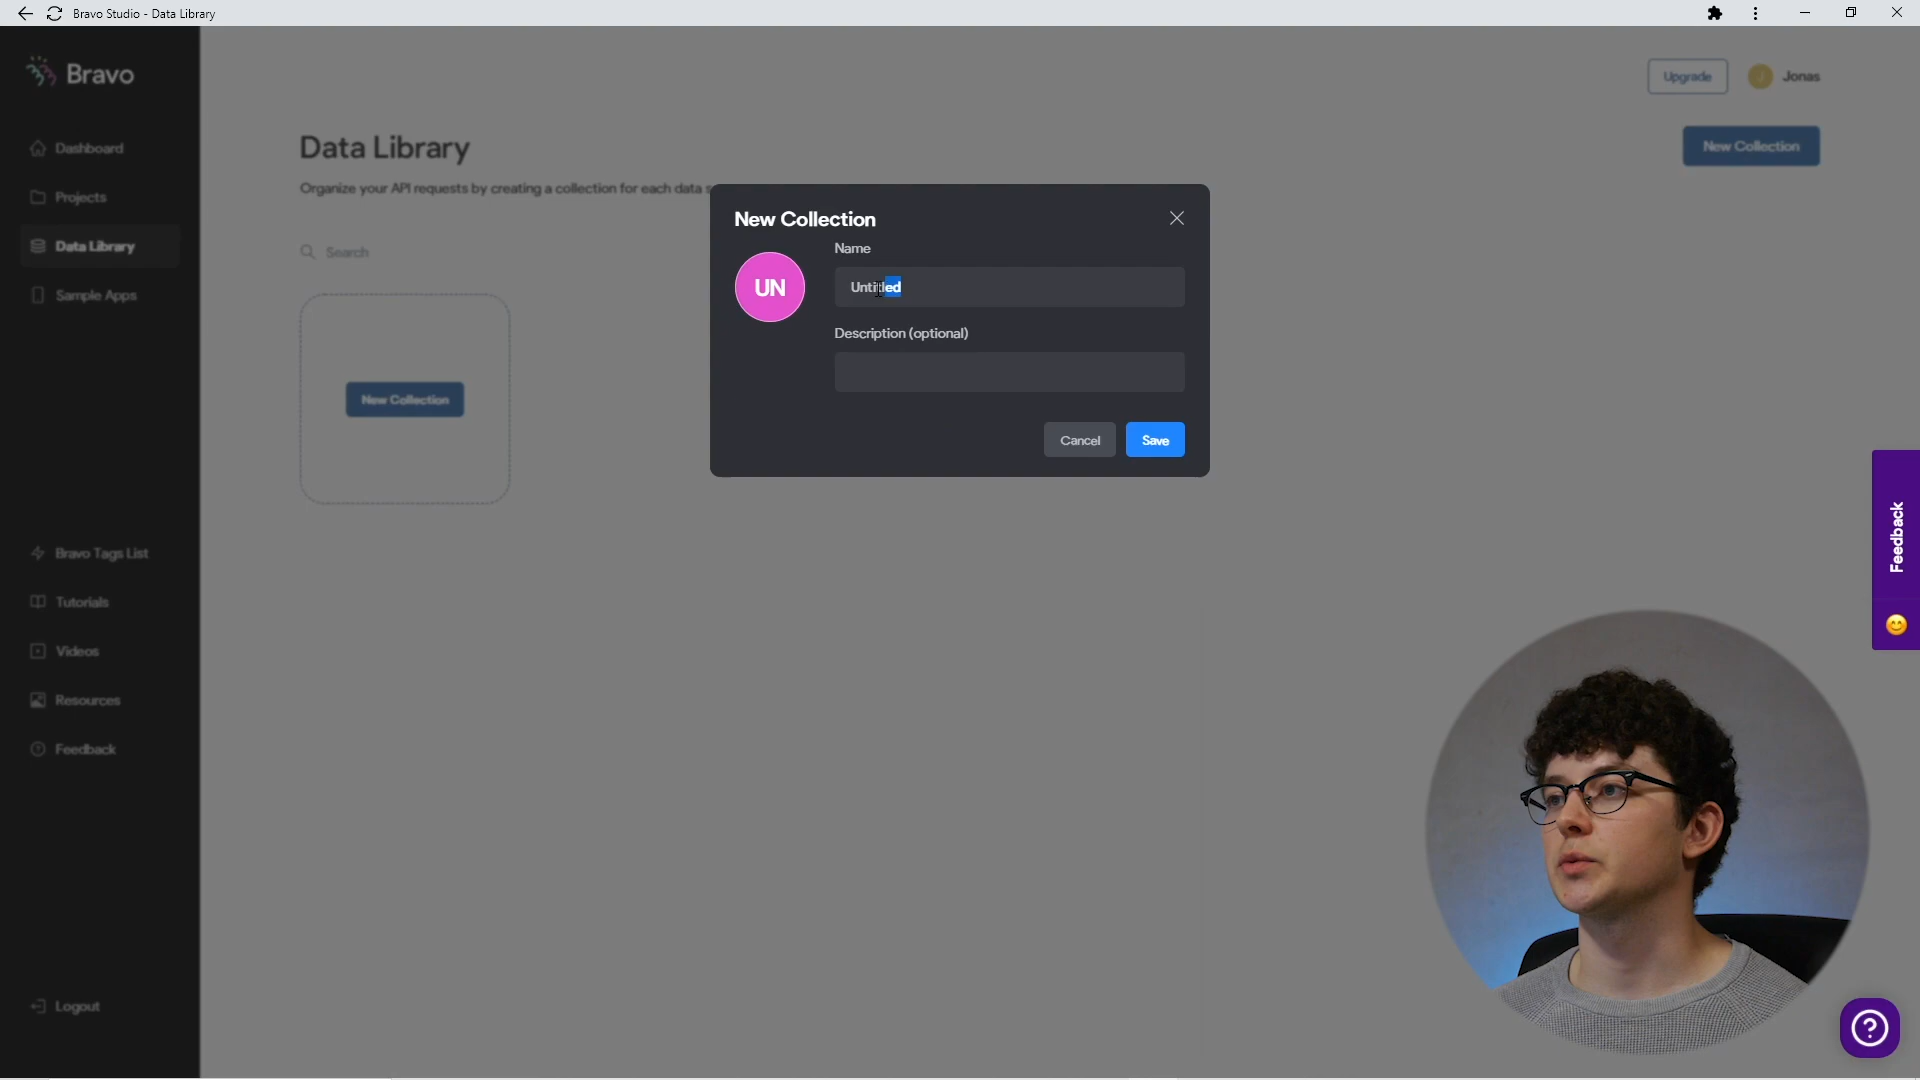 Bravo Studio - Data Library
Bravo
Upgrade
J
Jonas
Dashboard
Projects
Data Library
Sample Apps
Data Library
New Collection
Organize your API requests by creating a collection for each data s
Search
New Collection
New Collection
Name
UN
Untitled
Description (optional)
Cancel
Save
Feedback
Bravo Tags List
Tutorials
Videos
Resources
Feedback
Logout